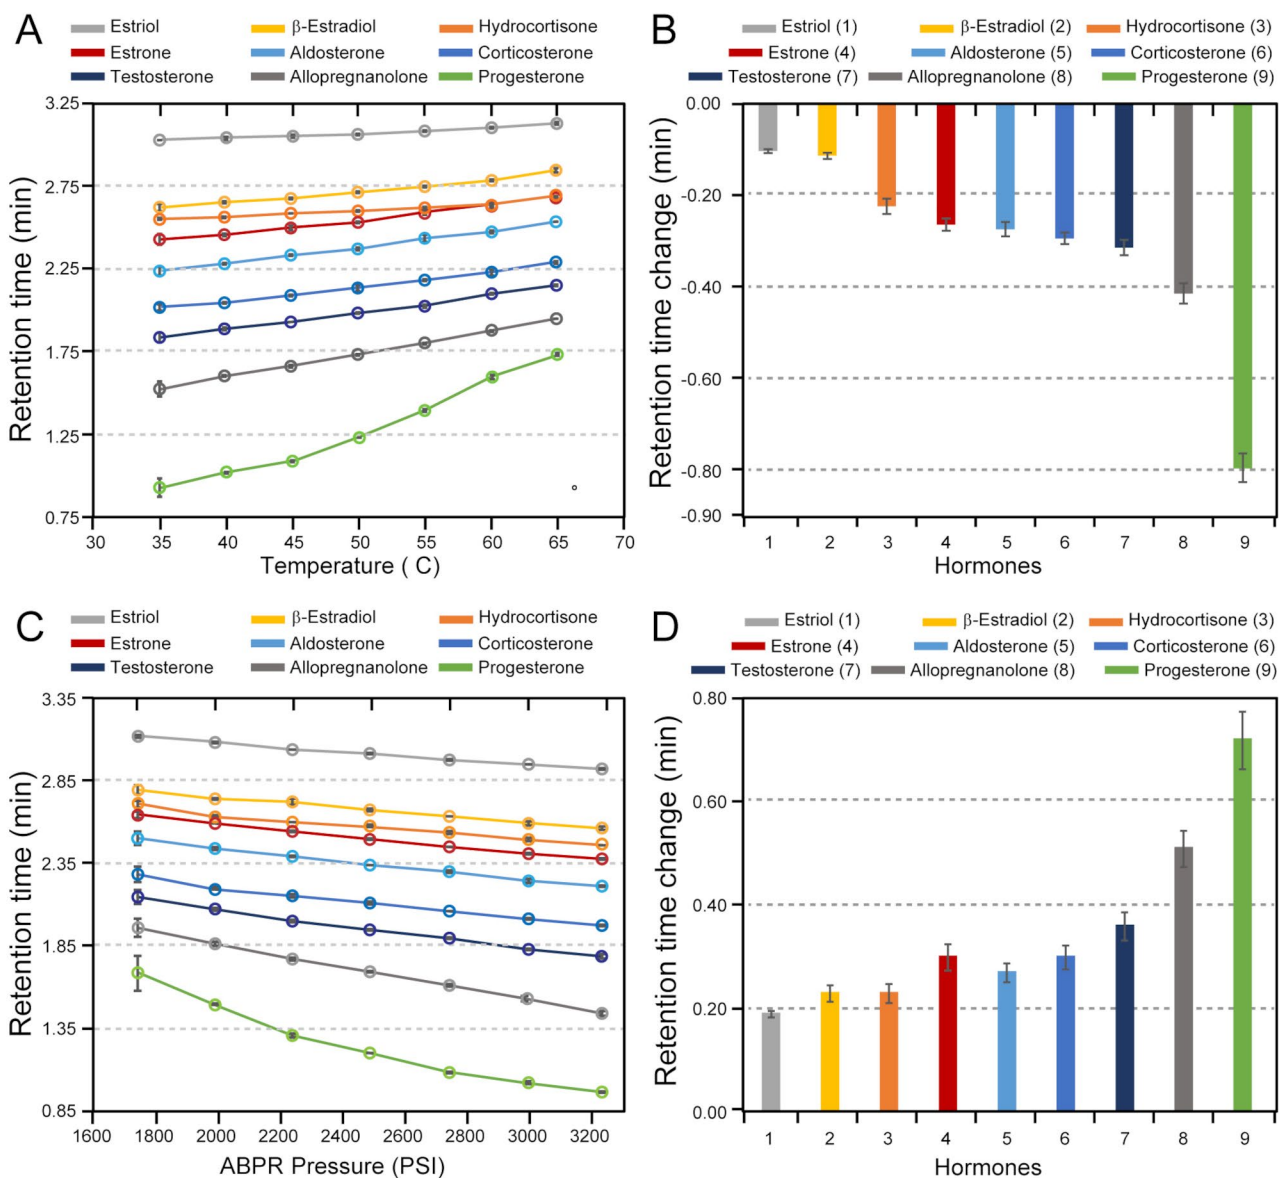 A
Estriol β-Estradiol Hydrocortisone
Estrone Aldosterone Corticosterone
Testosterone Allopregnanolone Progesterone
Retention time (min)
3.25
2.75
2.25
1.75
1.25
0.75
30 35 40 45 50 55 60 65 70
Temperature ( C)
B
Estriol (1) β-Estradiol (2) Hydrocortisone (3)
Estrone (4) Aldosterone (5) Corticosterone (6)
Testosterone (7) Allopregnanolone (8) Progesterone (9)
Retention time change (min)
0.00
-0.20
-0.40
-0.60
-0.80
-0.90
1 2 3 4 5 6 7 8 9
Hormones
C
Estriol β-Estradiol Hydrocortisone
Estrone Aldosterone Corticosterone
Testosterone Allopregnanolone Progesterone
Retention time (min)
3.35
2.85
2.35
1.85
1.35
0.85
1600 1800 2000 2200 2400 2600 2800 3000 3200
ABPR Pressure (PSI)
D
Estriol (1) β-Estradiol (2) Hydrocortisone (3)
Estrone (4) Aldosterone (5) Corticosterone (6)
Testosterone (7) Allopregnanolone (8) Progesterone (9)
Retention time change (min)
0.80
0.60
0.40
0.20
0.00
1 2 3 4 5 6 7 8 9
Hormones